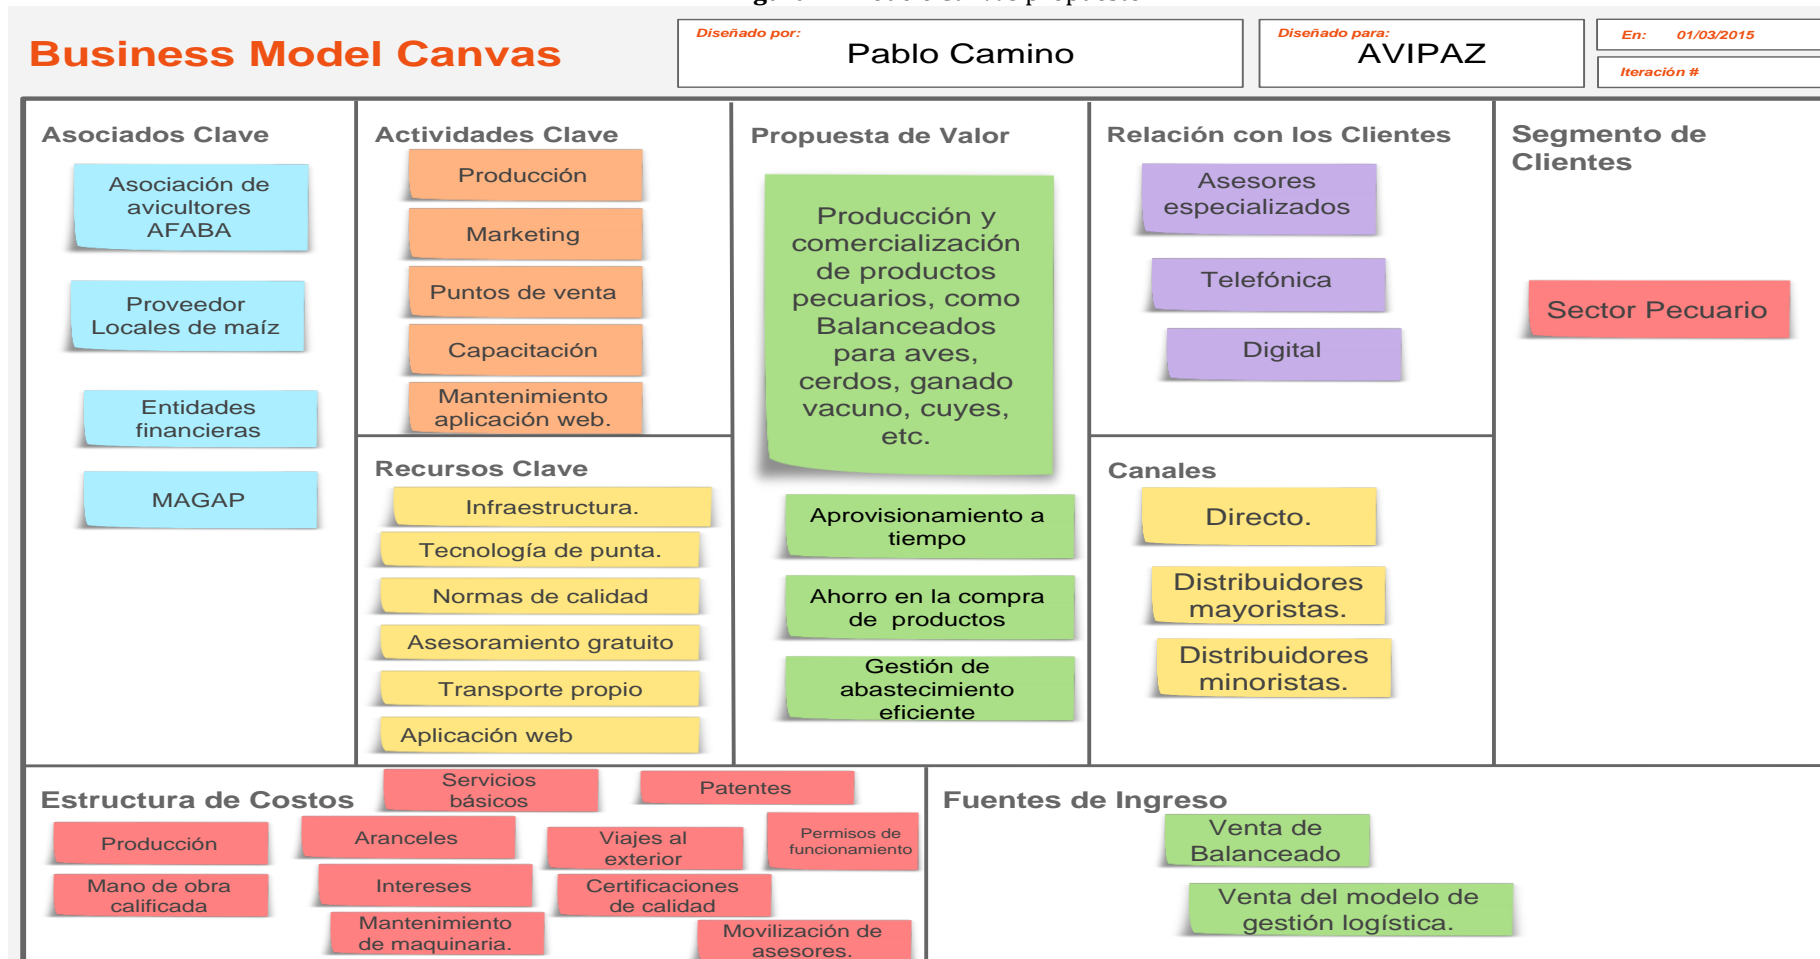 Business Model Canvas
Diseñado por:
Pablo Camino
Diseñado para:
AVIPAZ
En: 01/03/2015
Iteración #
Asociados Clave
Asociación de
avicultores
AFABA
Proveedor
Locales de maíz
Entidades
financieras
MAGAP
Actividades Clave
Producción
Marketing
Puntos de venta
Capacitación
Mantenimiento
aplicación web.
Recursos Clave
Infraestructura.
Tecnología de punta.
Normas de calidad
Asesoramiento gratuito
Transporte propio
Aplicación web
Propuesta de Valor
Producción y
comercialización
de productos
pecuarios, como
Balanceados
para aves,
cerdos, ganado
vacuno, cuyes,
etc.
Aprovisionamiento a
tiempo
Ahorro en la compra
de productos
Gestión de
abastecimiento
eficiente
Relación con los Clientes
Asesores
especializados
Telefónica
Digital
Canales
Directo.
Distribuidores
mayoristas.
Distribuidores
minoristas.
Segmento de
Clientes
Sector Pecuario
Estructura de Costos
Servicios
básicos
Patentes
Producción
Aranceles
Viajes al
exterior
Permisos de
funcionamiento
Mano de obra
calificada
Intereses
Certificaciones
de calidad
Mantenimiento
de maquinaria.
Movilización de
asesores.
Fuentes de Ingreso
Venta de
Balanceado
Venta del modelo de
gestión logística.